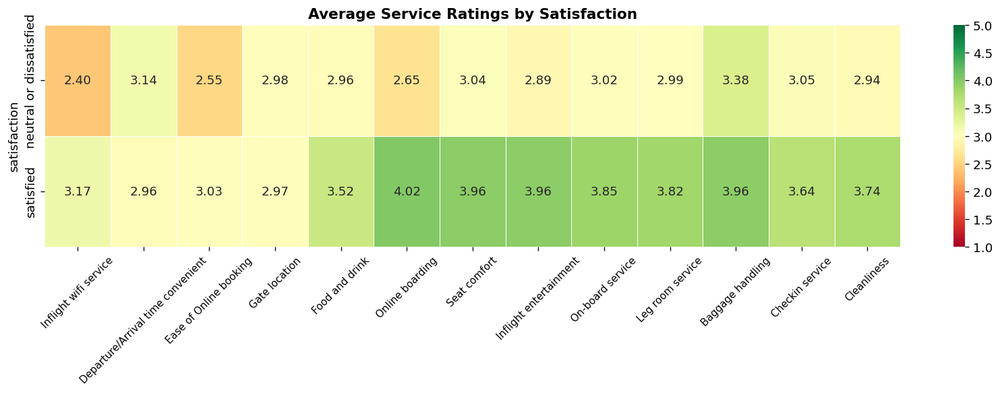 Average Service Ratings by Satisfaction
satisfaction
neutral or dissatisfied
2.40 3.14 2.55 2.98 2.96 2.65 3.04 2.89 3.02 2.99 3.38 3.05 2.94
satisfied
3.17 2.96 3.03 2.97 3.52 4.02 3.96 3.96 3.85 3.82 3.96 3.64 3.74
Inflight wifi service
Departure/Arrival time convenient
Ease of Online booking
Gate location
Food and drink
Online boarding
Seat comfort
Inflight entertainment
On-board service
Leg room service
Baggage handling
Checkin service
Cleanliness
5.0
4.5
4.0
3.5
3.0
2.5
2.0
1.5
1.0